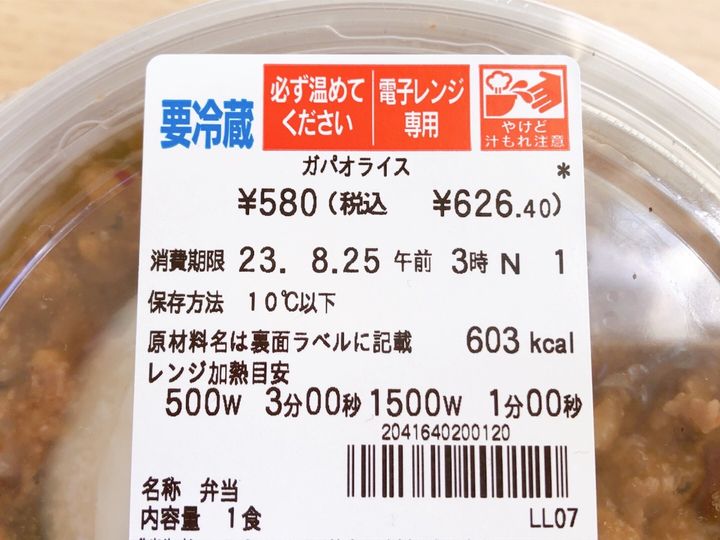 要冷蔵
必ず温めて
ください
電子レンジ
専用
やけど
汁もれ注意
ガパオライス *
¥580(税込 ¥626.40)
消費期限 23. 8.25 午前 3時 N 1
保存方法 10℃以下
原材料名は裏面ラベルに記載 603 kcal
レンジ加熱目安
500W 3分00秒 1500W 1分00秒
2041640200120
名称 弁当
内容量 1食 LL07